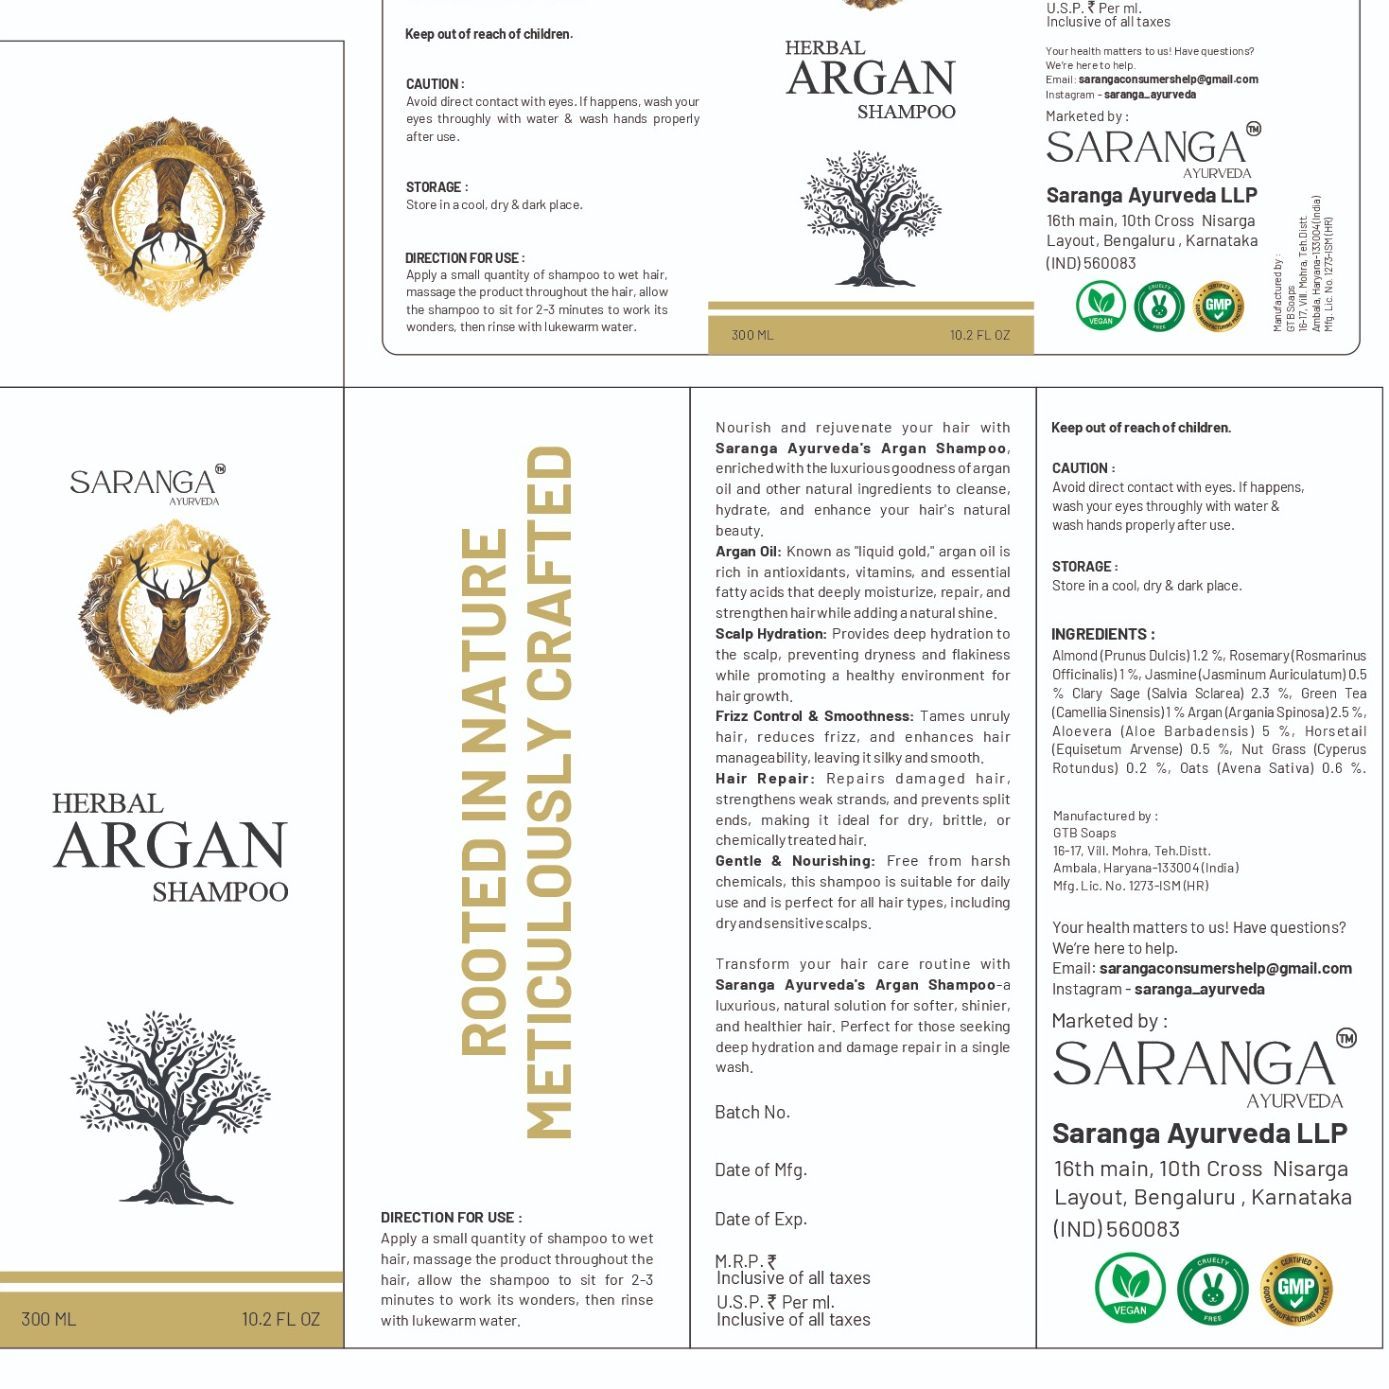 Keep out of reach of children.
CAUTION :
Avoid direct contact with eyes. If happens, wash your
eyes throughly with water & wash hands properly
after use.
STORAGE :
Store in a cool, dry & dark place.
DIRECTION FOR USE :
Apply a small quantity of shampoo to wet hair,
massage the product throughout the hair, allow
the shampoo to sit for 2-3 minutes to work its
wonders, then rinse with lukewarm water.
HERBAL
ARGAN
SHAMPOO
300 ML
10.2 FL OZ
U.S.P. ₹ Per ml.
Inclusive of all taxes
Your health matters to us! Have questions?
We're here to help.
Email: sarangaconsumershelp@gmail.com
Instagram - saranga_ayurveda
Marketed by :
SARANGA TM
AYURVEDA
Saranga Ayurveda LLP
16th main, 10th Cross Nisarga
Layout, Bengaluru , Karnataka
(IND) 560083
VEGAN
CRUELTY
FREE
CERTIFIED
GMP
GOOD MANUFACTURING PRACTICE
Manufactured by :
GTB Soaps
16-17, Vill. Mohra, Teh.Distt.
Ambala, Haryana-133004 (India)
Mfg. Lic. No. 1273-ISM (HR)
SARANGA TM
AYURVEDA
HERBAL
ARGAN
SHAMPOO
300 ML
10.2 FL OZ
ROOTED IN NATURE
METICULOUSLY CRAFTED
DIRECTION FOR USE :
Apply a small quantity of shampoo to wet
hair, massage the product throughout the
hair, allow the shampoo to sit for 2-3
minutes to work its wonders, then rinse
with lukewarm water.
Nourish and rejuvenate your hair with
Saranga Ayurveda's Argan Shampoo,
enriched with the luxurious goodness of argan
oil and other natural ingredients to cleanse,
hydrate, and enhance your hair's natural
beauty.
Argan Oil: Known as "liquid gold," argan oil is
rich in antioxidants, vitamins, and essential
fatty acids that deeply moisturize, repair, and
strengthen hair while adding a natural shine.
Scalp Hydration: Provides deep hydration to
the scalp, preventing dryness and flakiness
while promoting a healthy environment for
hair growth.
Frizz Control & Smoothness: Tames unruly
hair, reduces frizz, and enhances hair
manageability, leaving it silky and smooth.
Hair Repair: Repairs damaged hair,
strengthens weak strands, and prevents split
ends, making it ideal for dry, brittle, or
chemically treated hair.
Gentle & Nourishing: Free from harsh
chemicals, this shampoo is suitable for daily
use and is perfect for all hair types, including
dry and sensitive scalps.
Transform your hair care routine with
Saranga Ayurveda's Argan Shampoo-a
luxurious, natural solution for softer, shinier,
and healthier hair. Perfect for those seeking
deep hydration and damage repair in a single
wash.
Batch No.
Date of Mfg.
Date of Exp.
M.R.P. ₹
Inclusive of all taxes
U.S.P. ₹ Per ml.
Inclusive of all taxes
Keep out of reach of children.
CAUTION :
Avoid direct contact with eyes. If happens,
wash your eyes throughly with water &
wash hands properly after use.
STORAGE :
Store in a cool, dry & dark place.
INGREDIENTS :
Almond (Prunus Dulcis) 1.2 %, Rosemary (Rosmarinus
Officinalis) 1 %, Jasmine (Jasminum Auriculatum) 0.5
% Clary Sage (Salvia Sclarea) 2.3 %, Green Tea
(Camellia Sinensis) 1 % Argan (Argania Spinosa) 2.5 %,
Aloevera (Aloe Barbadensis) 5 %, Horsetail
(Equisetum Arvense) 0.5 %, Nut Grass (Cyperus
Rotundus) 0.2 %, Oats (Avena Sativa) 0.6 %.
Manufactured by :
GTB Soaps
16-17, Vill. Mohra, Teh.Distt.
Ambala, Haryana-133004 (India)
Mfg. Lic. No. 1273-ISM (HR)
Your health matters to us! Have questions?
We're here to help.
Email: sarangaconsumershelp@gmail.com
Instagram - saranga_ayurveda
Marketed by :
SARANGA TM
AYURVEDA
Saranga Ayurveda LLP
16th main, 10th Cross Nisarga
Layout, Bengaluru , Karnataka
(IND) 560083
VEGAN
CRUELTY
FREE
CERTIFIED
GMP
GOOD MANUFACTURING PRACTICE